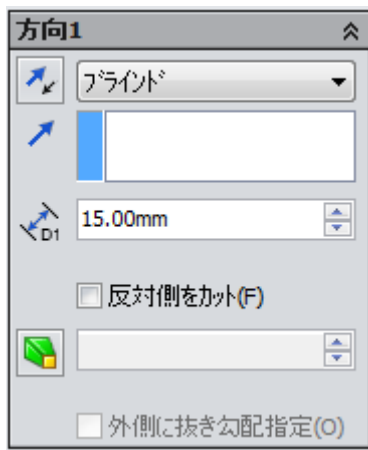 方向1
ブラインド
D1
15.00mm
反対側をカット(F)
外側に抜き勾配指定(O)